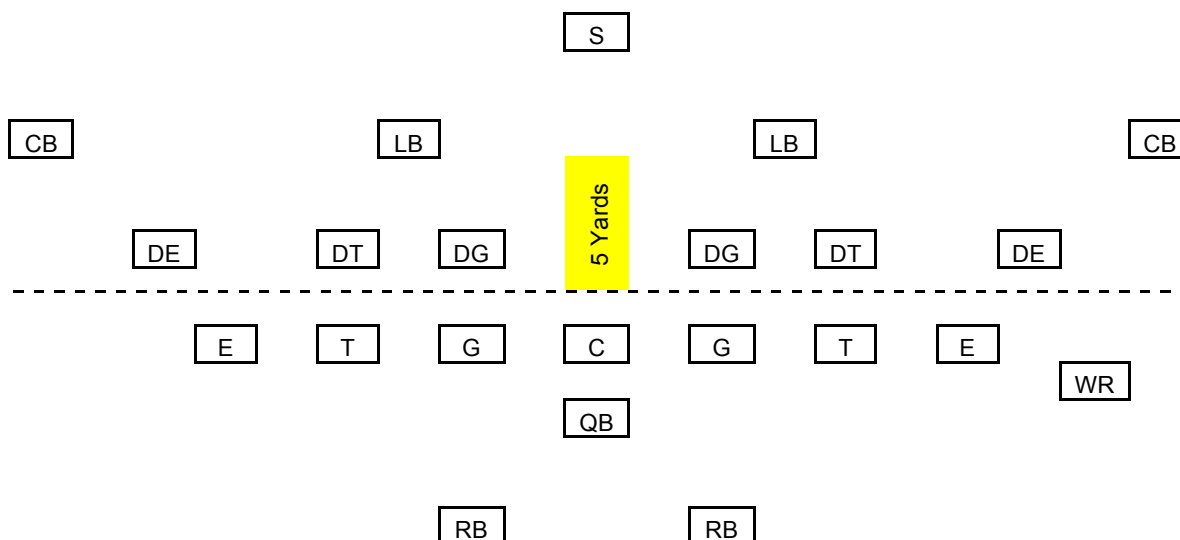 S
CB LB LB CB
5 Yards
DE DT DG DG DT DE
E T G C G T E
WR
QB
RB RB